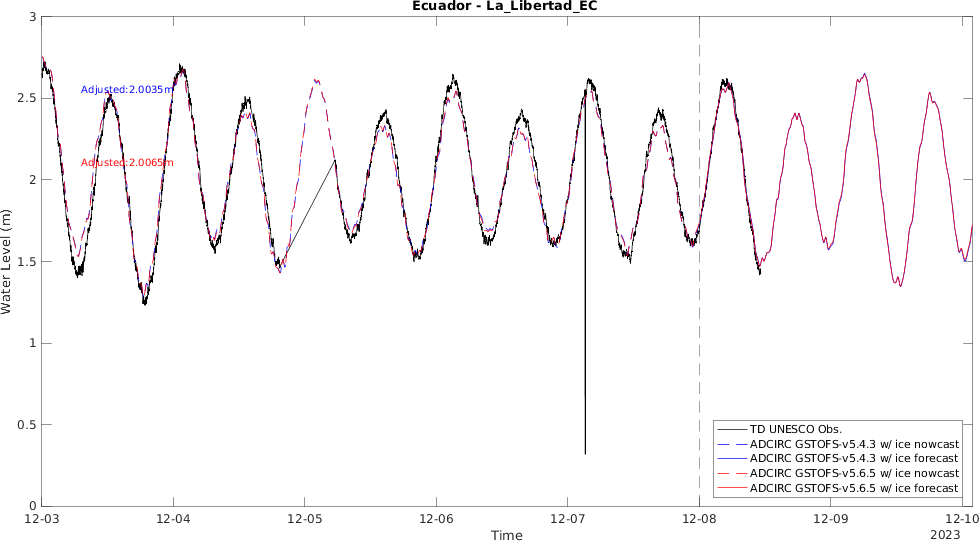 Ecuador - La_Libertad_EC
3
2.5
2
1.5
1
0.5
0
Water Level (m)
Adjusted:2.0035m
Adjusted:2.0065m
TD UNESCO Obs.
ADCIRC GSTOFS-v5.4.3 w/ ice nowcast
ADCIRC GSTOFS-v5.4.3 w/ ice forecast
ADCIRC GSTOFS-v5.6.5 w/ ice nowcast
ADCIRC GSTOFS-v5.6.5 w/ ice forecast
12-03 12-04 12-05 12-06 12-07 12-08 12-09 12-10
Time
2023